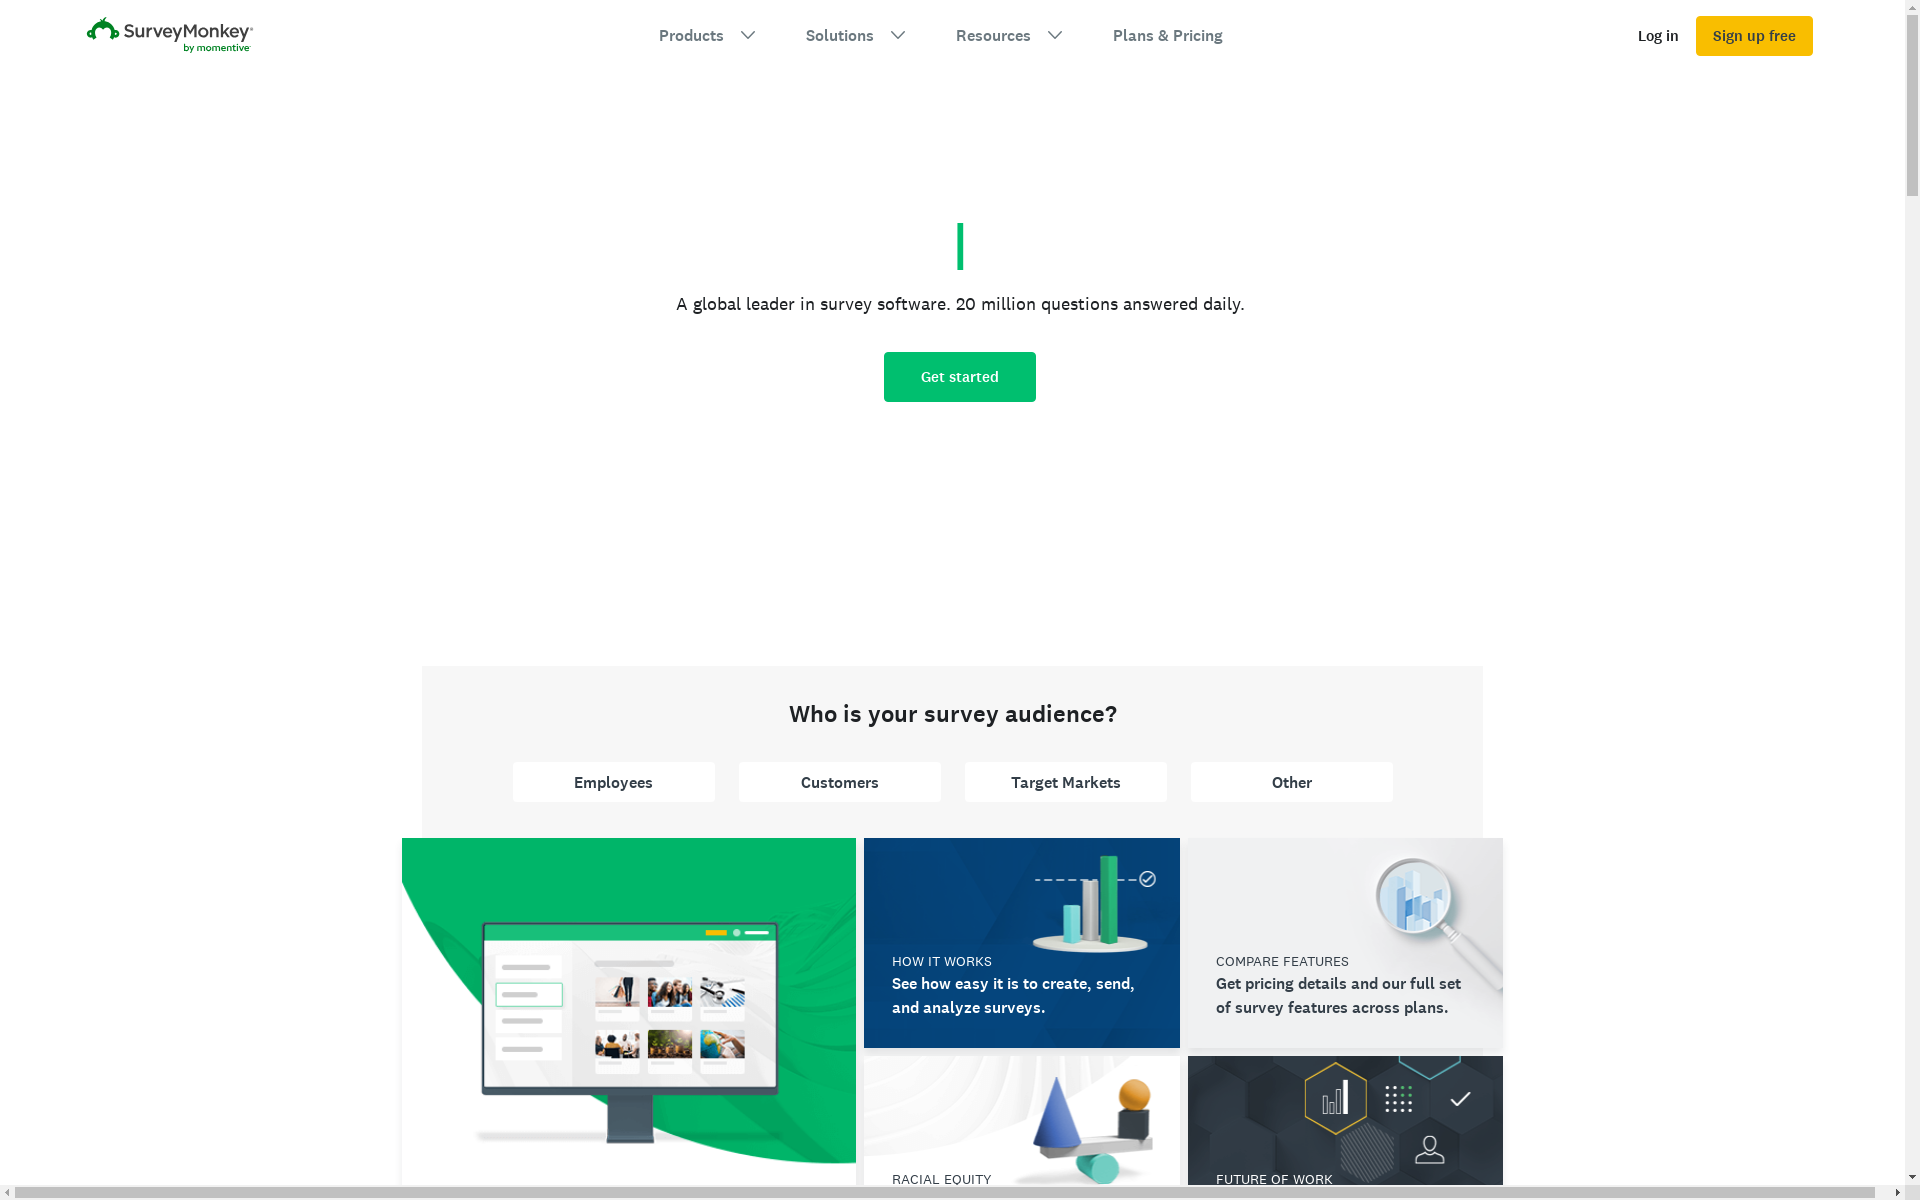 SurveyMonkey®
by momentive
Products
Solutions
Resources
Plans & Pricing
Log in
Sign up free
A global leader in survey software. 20 million questions answered daily.
Get started
Who is your survey audience?
Employees
Customers
Target Markets
Other
HOW IT WORKS
See how easy it is to create, send,
and analyze surveys.
COMPARE FEATURES
Get pricing details and our full set
of survey features across plans.
RACIAL EQUITY
FUTURE OF WORK